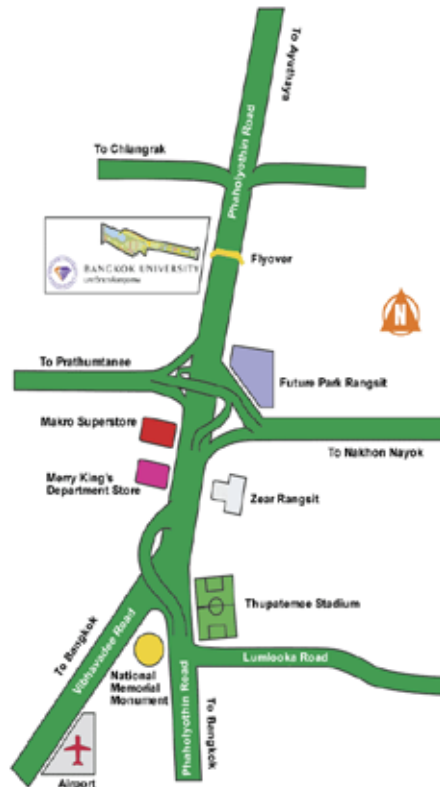 To Ayuthaya
Phaholyothin Road
To Chiangrak
BANGKOK UNIVERSITY
Flyover
N
To Prathumtanee
Future Park Rangsit
Makro Superstore
To Nakhon Nayok
Merry King's
Department Store
Zear Rangsit
Thupatemee Stadium
To Bangkok
Vibhavadee Road
Lumlooka Road
National
Memorial
Monument
Phaholyothin Road
To Bengkok
Airport